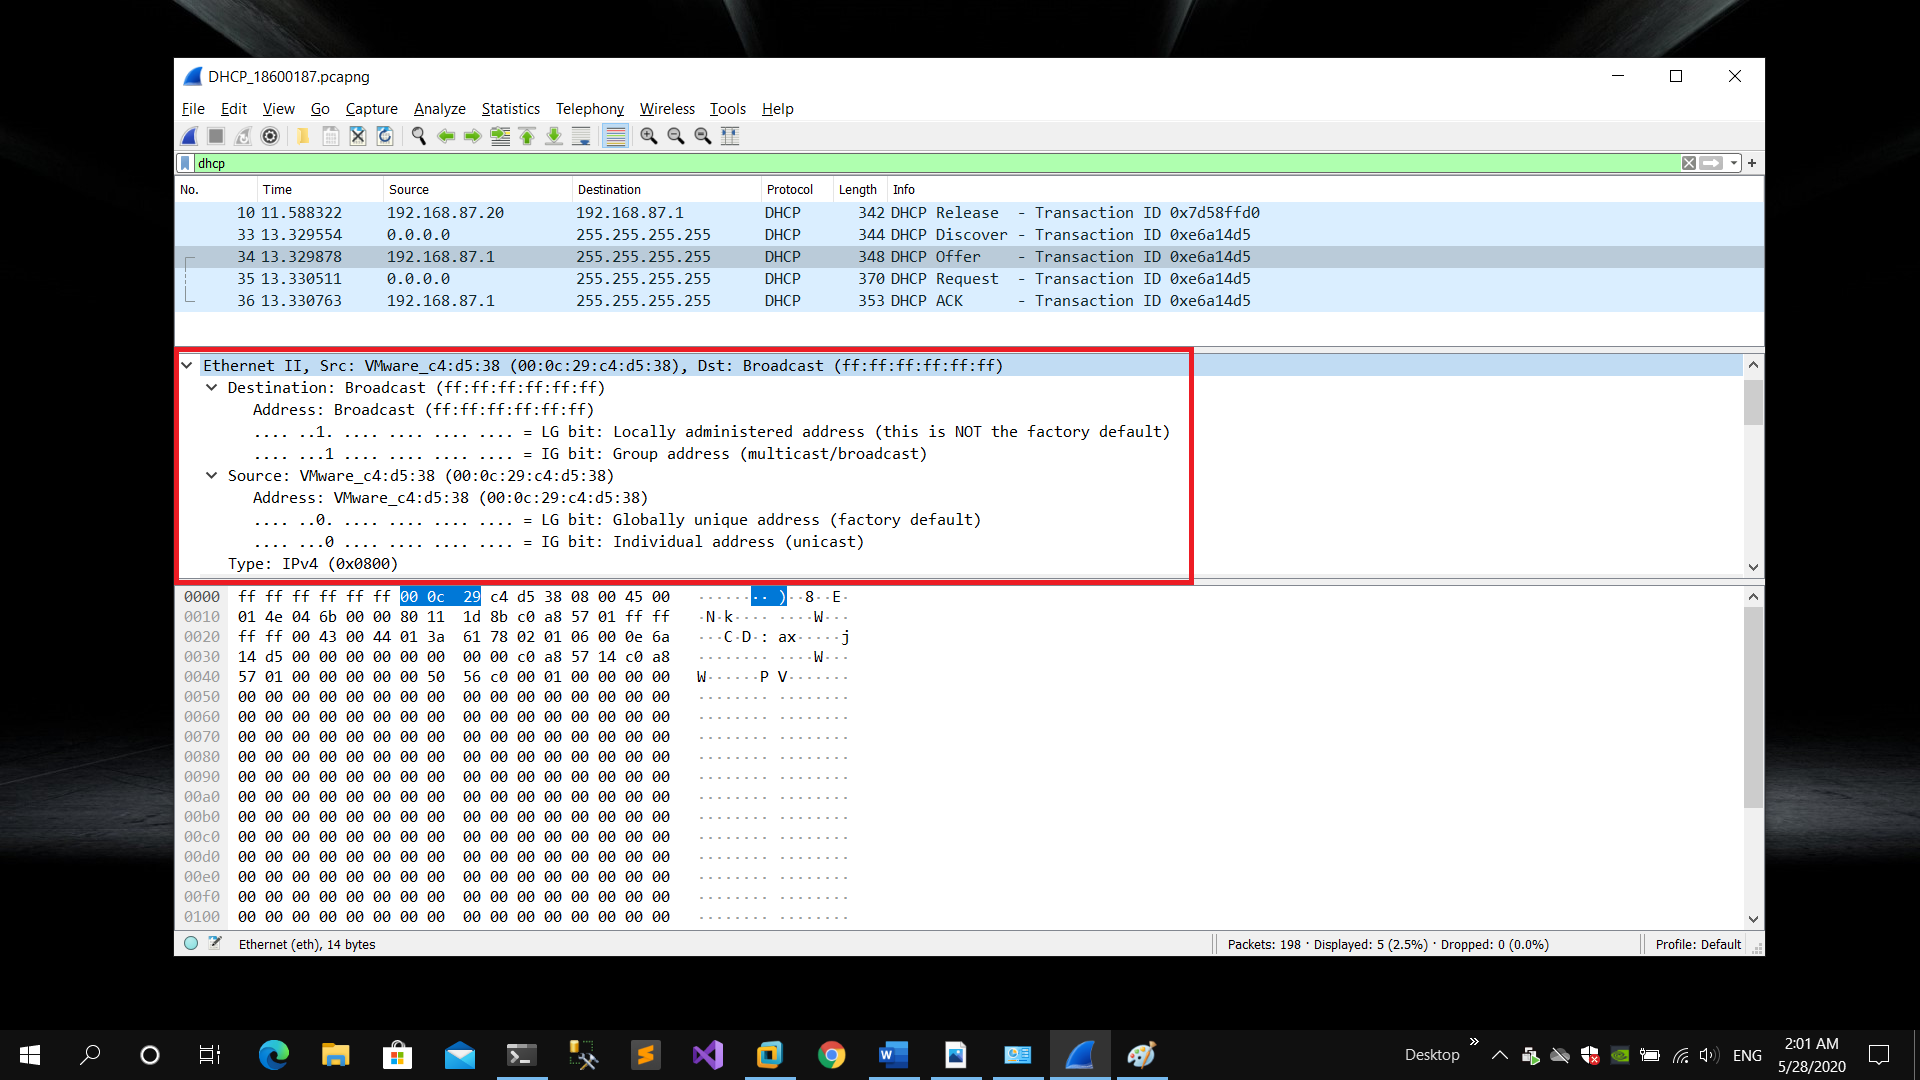 DHCP_18600187.pcapng
File Edit View Go Capture Analyze Statistics Telephony Wireless Tools Help
dhcp
No. Time Source Destination Protocol Length Info
10 11.588322 192.168.87.20 192.168.87.1 DHCP 342 DHCP Release - Transaction ID 0x7d58ffd0
33 13.329554 0.0.0.0 255.255.255.255 DHCP 344 DHCP Discover - Transaction ID 0xe6a14d5
34 13.329878 192.168.87.1 255.255.255.255 DHCP 348 DHCP Offer - Transaction ID 0xe6a14d5
35 13.330511 0.0.0.0 255.255.255.255 DHCP 370 DHCP Request - Transaction ID 0xe6a14d5
36 13.330763 192.168.87.1 255.255.255.255 DHCP 353 DHCP ACK - Transaction ID 0xe6a14d5
Ethernet II, Src: VMware_c4:d5:38 (00:0c:29:c4:d5:38), Dst: Broadcast (ff:ff:ff:ff:ff:ff)
Destination: Broadcast (ff:ff:ff:ff:ff:ff)
Address: Broadcast (ff:ff:ff:ff:ff:ff)
.... ..1. .... .... .... .... = LG bit: Locally administered address (this is NOT the factory default)
.... ...1 .... .... .... .... = IG bit: Group address (multicast/broadcast)
Source: VMware_c4:d5:38 (00:0c:29:c4:d5:38)
Address: VMware_c4:d5:38 (00:0c:29:c4:d5:38)
.... ..0. .... .... .... .... = LG bit: Globally unique address (factory default)
.... ...0 .... .... .... .... = IG bit: Individual address (unicast)
Type: IPv4 (0x0800)
0000 ff ff ff ff ff ff 00 0c 29 c4 d5 38 08 00 45 00 ········ )··8··E·
0010 01 4e 04 6b 00 00 80 11 1d 8b c0 a8 57 01 ff ff ·N·k···· ····W···
0020 ff ff 00 43 00 44 01 3a 61 78 02 01 06 00 0e 6a ···C·D·: ax·····j
0030 14 d5 00 00 00 00 00 00 00 00 c0 a8 57 14 c0 a8 ········ ····W···
0040 57 01 00 00 00 00 00 50 56 c0 00 01 00 00 00 00 W······P V·······
0050 00 00 00 00 00 00 00 00 00 00 00 00 00 00 00 00 ········ ········
0060 00 00 00 00 00 00 00 00 00 00 00 00 00 00 00 00 ········ ········
0070 00 00 00 00 00 00 00 00 00 00 00 00 00 00 00 00 ········ ········
0080 00 00 00 00 00 00 00 00 00 00 00 00 00 00 00 00 ········ ········
0090 00 00 00 00 00 00 00 00 00 00 00 00 00 00 00 00 ········ ········
00a0 00 00 00 00 00 00 00 00 00 00 00 00 00 00 00 00 ········ ········
00b0 00 00 00 00 00 00 00 00 00 00 00 00 00 00 00 00 ········ ········
00c0 00 00 00 00 00 00 00 00 00 00 00 00 00 00 00 00 ········ ········
00d0 00 00 00 00 00 00 00 00 00 00 00 00 00 00 00 00 ········ ········
00e0 00 00 00 00 00 00 00 00 00 00 00 00 00 00 00 00 ········ ········
00f0 00 00 00 00 00 00 00 00 00 00 00 00 00 00 00 00 ········ ········
0100 00 00 00 00 00 00 00 00 00 00 00 00 00 00 00 00 ········ ········
Ethernet (eth), 14 bytes Packets: 198 · Displayed: 5 (2.5%) · Dropped: 0 (0.0%) Profile: Default
Desktop » ENG 2:01 AM
5/28/2020